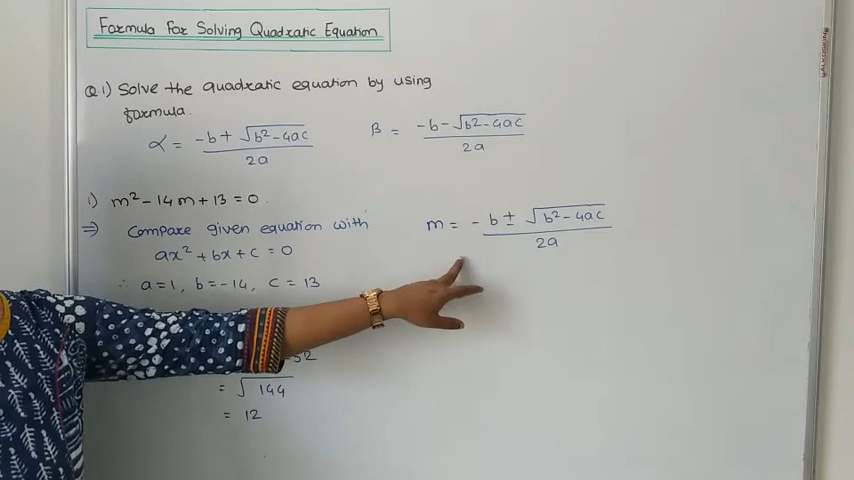 Formula For Solving Quadratic Equation
Q.1) Solve the quadratic equation by using
formula.
α = (-b + √(b² - 4ac)) / 2a    β = (-b - √(b² - 4ac)) / 2a
i) m² - 14m + 13 = 0.
⇒ Compare given equation with
ax² + bx + c = 0
∴ a = 1, b = -14, c = 13
52
= √144
= 12
m = (-b ± √(b² - 4ac)) / 2a